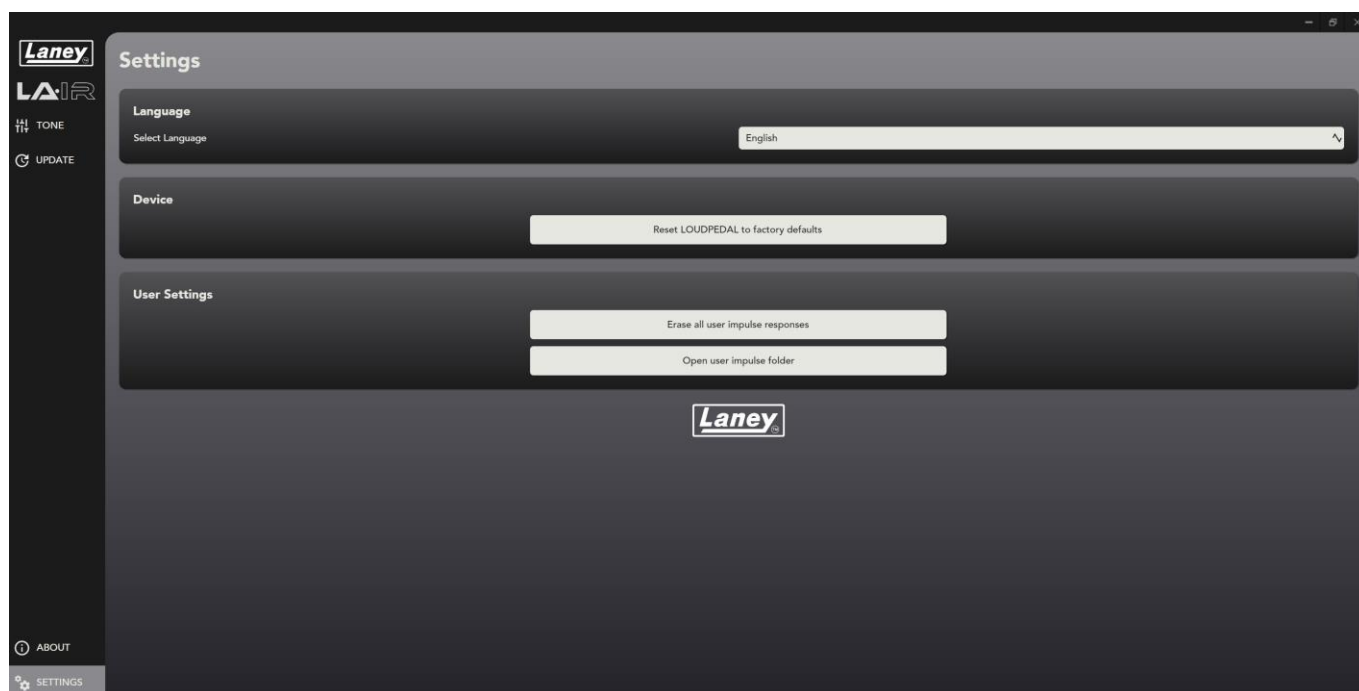 Laney
LA·IR
TONE
UPDATE
Settings
Language
Select Language
English
Device
Reset LOUDPEDAL to factory defaults
User Settings
Erase all user impulse responses
Open user impulse folder
Laney
ABOUT
SETTINGS